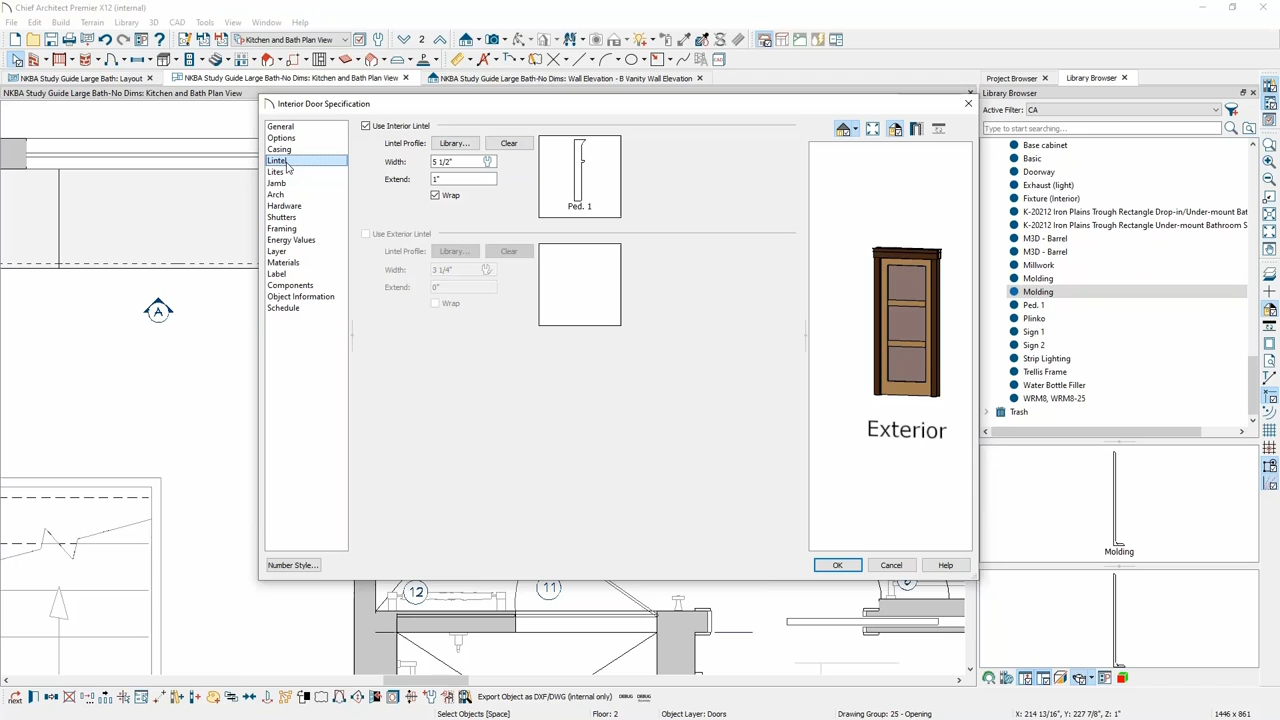 Chief Architect Premier X12 (internal)
File Edit Build Terrain Library 3D CAD Tools View Window Help
Kitchen and Bath Plan View 2
NKBA Study Guide Large Bath: Layout NKBA Study Guide Large Bath-No Dims: Kitchen and Bath Plan View NKBA Study Guide Large Bath-No Dims: Wall Elevation - B Vanity Wall Elevation
NKBA Study Guide Large Bath-No Dims: Kitchen and Bath Plan View
Project Browser Library Browser
Library Browser
Active Filter: CA
Type to start searching...
Base cabinet
Basic
Doorway
Exhaust (light)
Fixture (Interior)
K-20212 Iron Plains Trough Rectangle Drop-in/Under-mount Bat
K-20212 Iron Plains Trough Rectangle Under-mount Bathroom S
M3D - Barrel
M3D - Barrel
Millwork
Molding
Molding
Ped. 1
Plinko
Sign 1
Sign 2
Strip Lighting
Trellis Frame
Water Bottle Filler
WRM8, WRM8-25
Trash
Molding
Interior Door Specification
General
Options
Casing
Lintel
Lites
Jamb
Arch
Hardware
Shutters
Framing
Energy Values
Layer
Materials
Label
Components
Object Information
Schedule
Number Style...
Use Interior Lintel
Lintel Profile: Library... Clear
Width: 5 1/2"
Extend: 1"
Wrap
Ped. 1
Use Exterior Lintel
Lintel Profile: Library... Clear
Width: 3 1/4"
Extend: 0"
Wrap
Exterior
OK Cancel Help
A
12
11
next
Export Object as DXF/DWG (internal only) DEBUG DEBUG
Select Objects [Space] Floor: 2 Object Layer: Doors Drawing Group: 25 - Opening X: 214 13/16", Y: 227 7/8", Z: 1" 1446 x 861